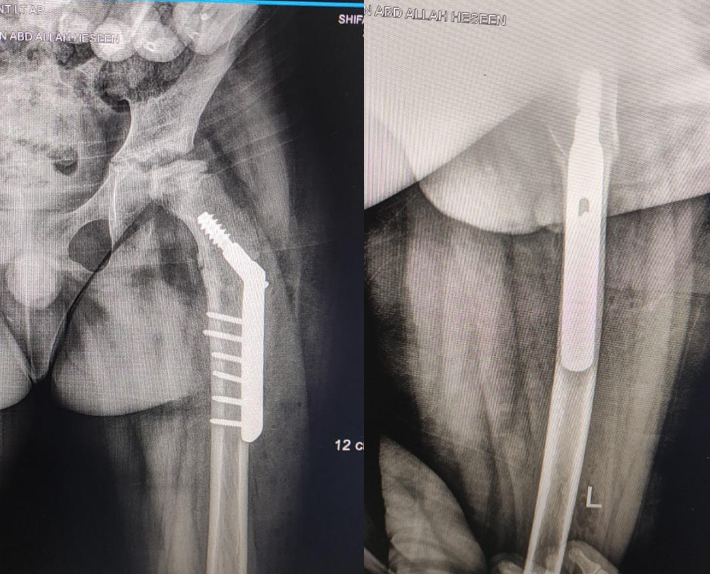 N ABD ALLAH HESEEN
SHIF
12 c
N ABD ALLAH HESEEN
L